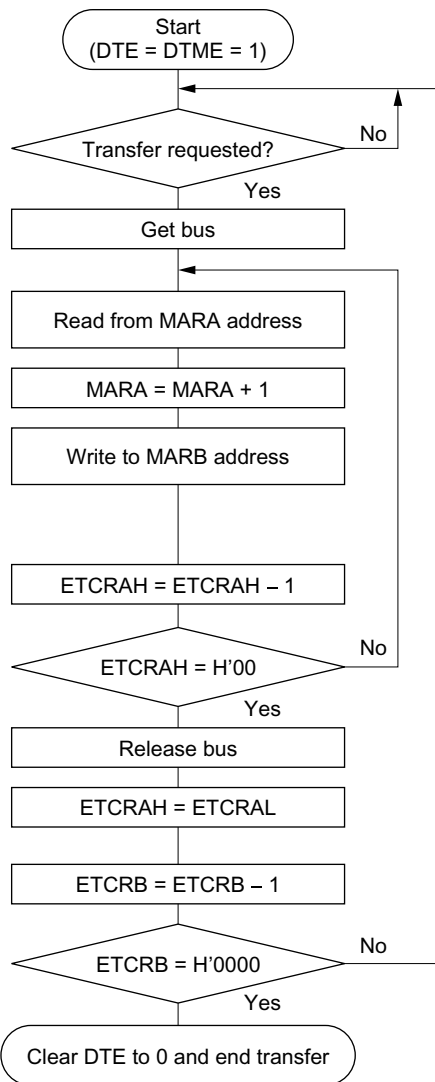 Start
(DTE = DTME = 1)
Transfer requested?
No
Yes
Get bus
Read from MARA address
MARA = MARA + 1
Write to MARB address
ETCRAH = ETCRAH – 1
ETCRAH = H'00
No
Yes
Release bus
ETCRAH = ETCRAL
ETCRB = ETCRB – 1
ETCRB = H'0000
No
Yes
Clear DTE to 0 and end transfer